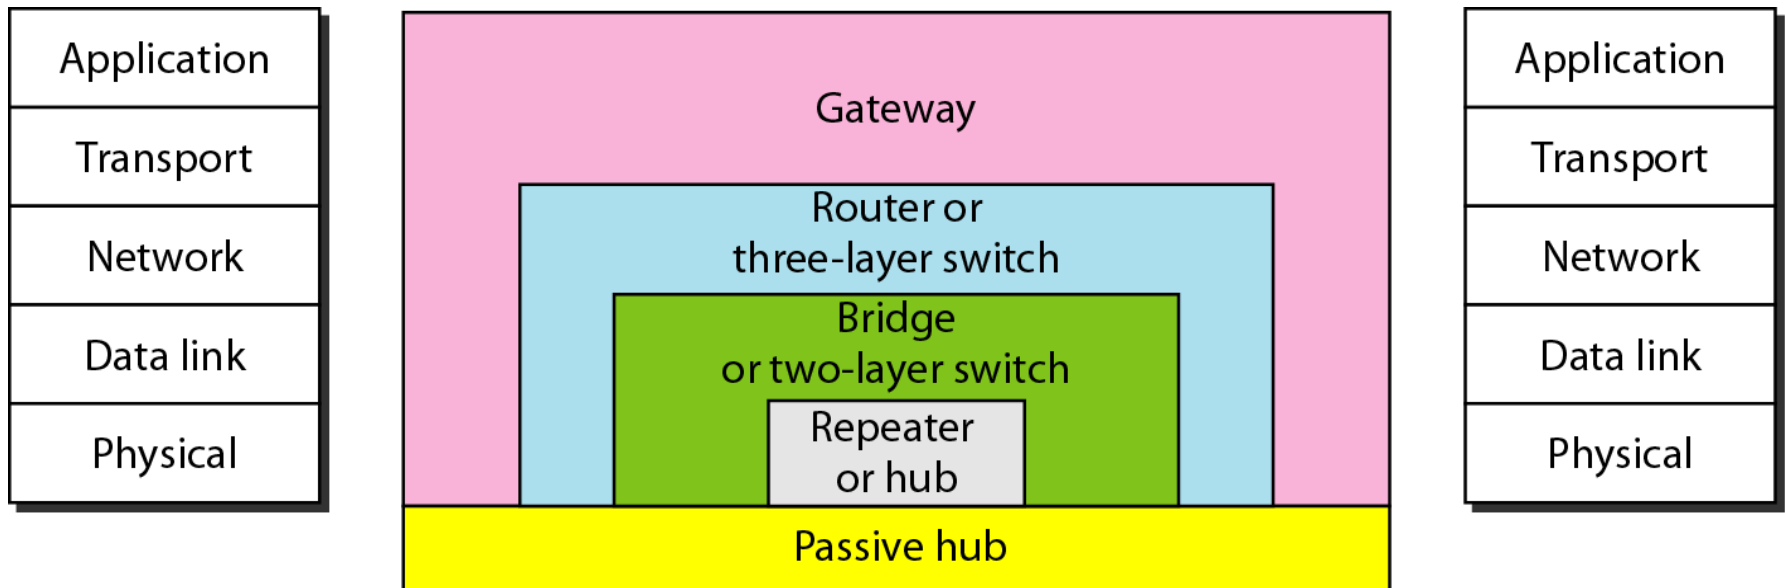 Application
Transport
Network
Data link
Physical
Gateway
Router or
three-layer switch
Bridge
or two-layer switch
Repeater
or hub
Passive hub
Application
Transport
Network
Data link
Physical